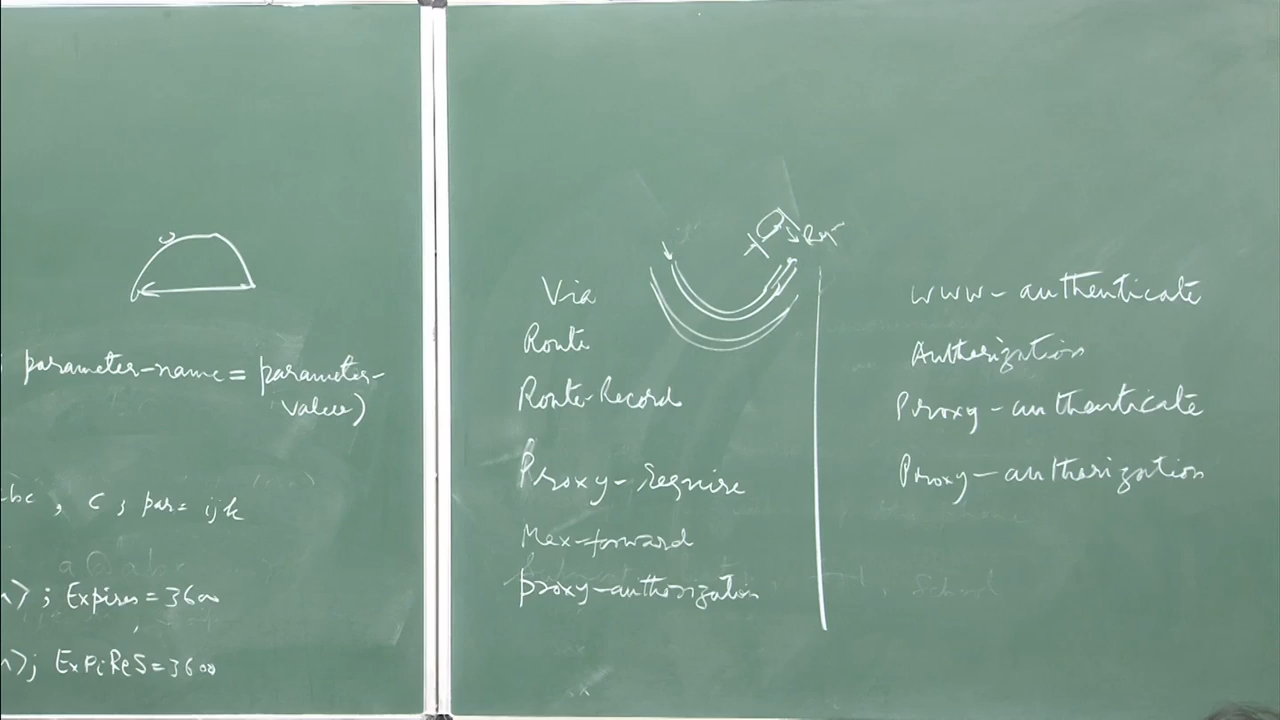 parameter-name = parameter-
value)
abc , c ; par= ijk
>; Expires=3600
>; ExPiReS=3600
Via
Route
Route-Record
Proxy-require
Max-forward
proxy-authorization
www-authenticate
Authorization
Proxy-authenticate
Proxy-authorization